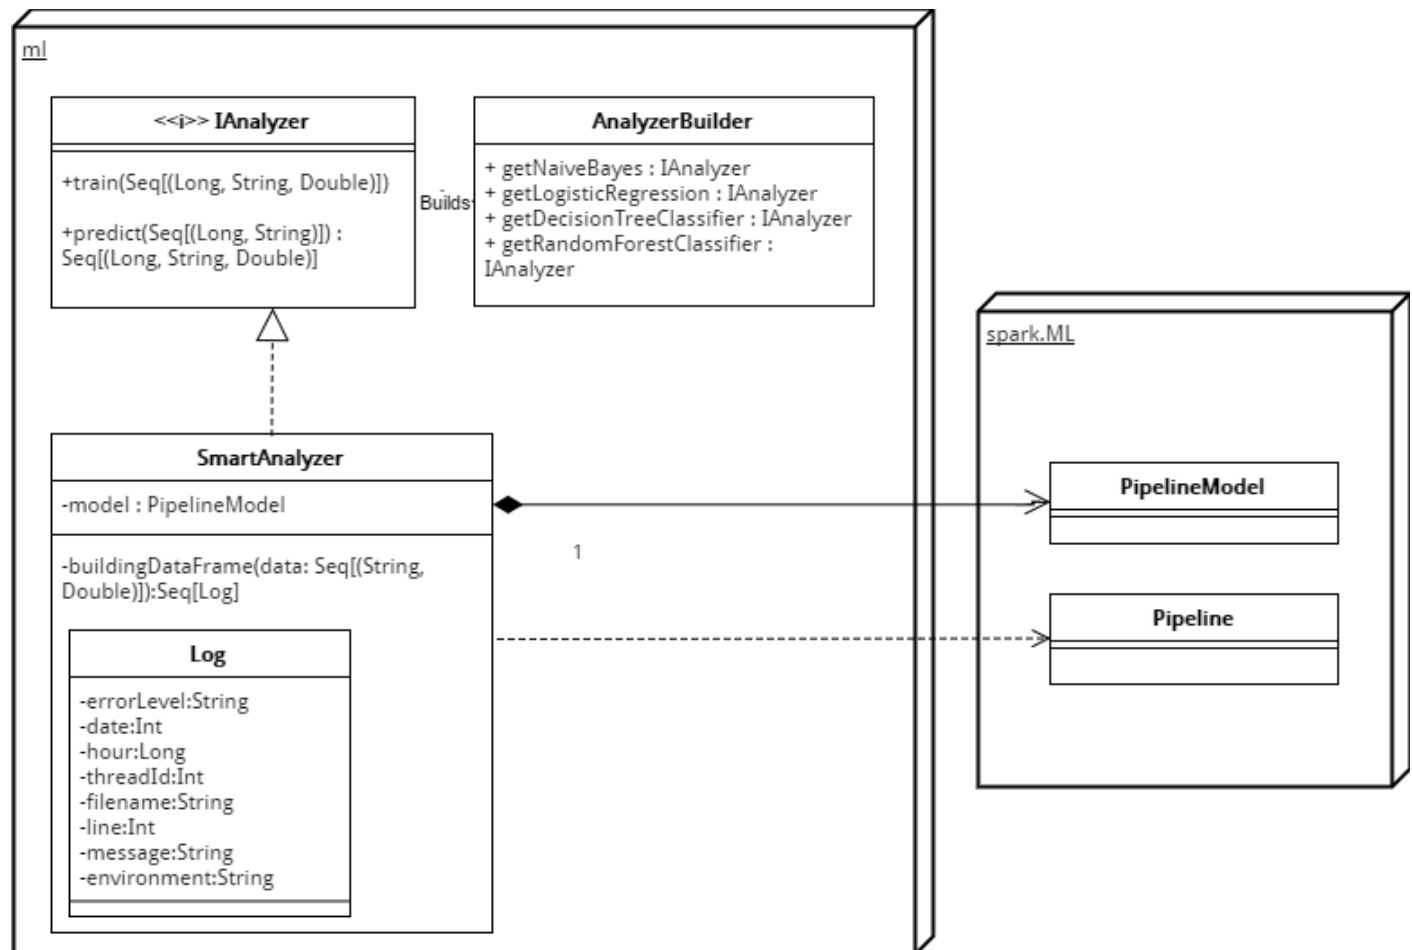 ml
<<i>> IAnalyzer
+train(Seq[(Long, String, Double)])
+predict(Seq[(Long, String)]) :
Seq[(Long, String, Double)]
Builds
AnalyzerBuilder
+ getNaiveBayes : IAnalyzer
+ getLogisticRegression : IAnalyzer
+ getDecisionTreeClassifier : IAnalyzer
+ getRandomForestClassifier :
IAnalyzer
SmartAnalyzer
-model : PipelineModel
-buildingDataFrame(data: Seq[(String,
Double)]):Seq[Log]
Log
-errorLevel:String
-date:Int
-hour:Long
-threadId:Int
-filename:String
-line:Int
-message:String
-environment:String
1
spark.ML
PipelineModel
Pipeline